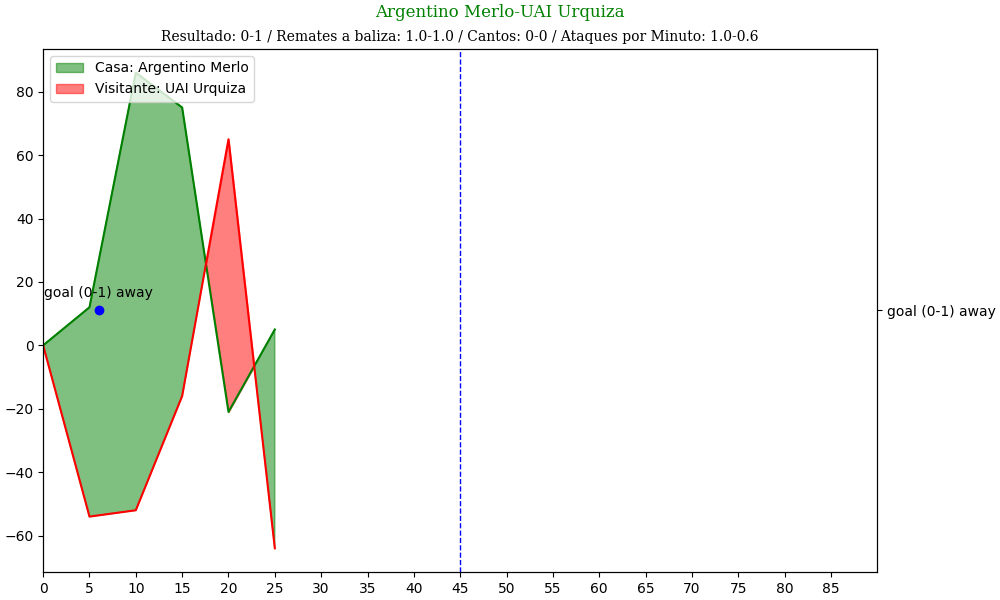 Argentino Merlo-UAI Urquiza
Resultado: 0-1 / Remates a baliza: 1.0-1.0 / Cantos: 0-0 / Ataques por Minuto: 1.0-0.6
Casa: Argentino Merlo
Visitante: UAI Urquiza
80
60
40
20
0
−20
−40
−60
goal (0-1) away
goal (0-1) away
0 5 10 15 20 25 30 35 40 45 50 55 60 65 70 75 80 85